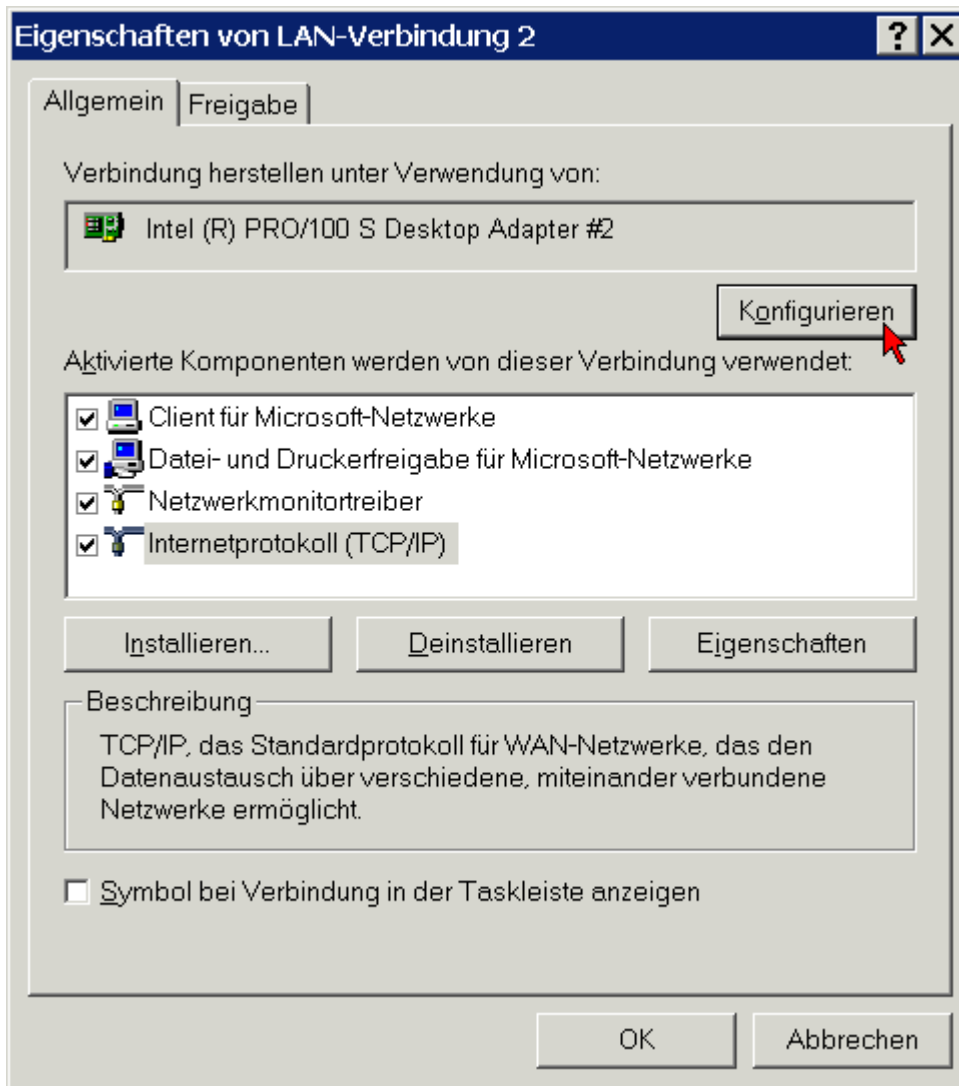 Eigenschaften von LAN-Verbindung 2
Allgemein
Freigabe
Verbindung herstellen unter Verwendung von:
Intel (R) PRO/100 S Desktop Adapter #2
Konfigurieren
Aktivierte Komponenten werden von dieser Verbindung verwendet:
Client für Microsoft-Netzwerke
Datei- und Druckerfreigabe für Microsoft-Netzwerke
Netzwerkmonitortreiber
Internetprotokoll (TCP/IP)
Installieren...
Deinstallieren
Eigenschaften
Beschreibung
TCP/IP, das Standardprotokoll für WAN-Netzwerke, das den
Datenaustausch über verschiedene, miteinander verbundene
Netzwerke ermöglicht.
Symbol bei Verbindung in der Taskleiste anzeigen
OK
Abbrechen